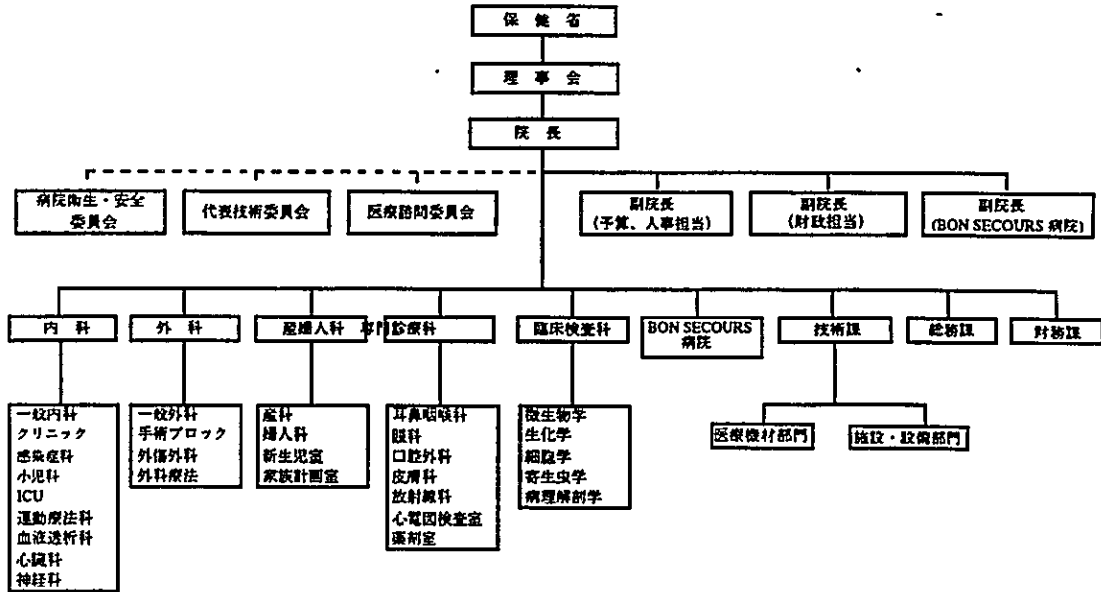 保健省
理事会
院長
病院衛生・安全
委員会
代表技術委員会
医療諮問委員会
副院長
(予算、人事担当)
副院長
(財政担当)
副院長
(BON SECOURS 病院)
内科
外科
産婦人科
専門診療科
臨床検査科
BON SECOURS
病院
技術課
総務課
財務課
一般内科
クリニック
感染症科
小児科
ICU
運動療法科
血液透析科
心臓科
神経科
一般外科
手術ブロック
外傷外科
外科療法
産科
婦人科
新生児室
家族計画室
耳鼻咽喉科
眼科
口腔外科
皮膚科
放射線科
心電図検査室
薬剤室
微生物学
生化学
細胞学
寄生虫学
病理解剖学
医療機材部門
施設・設備部門